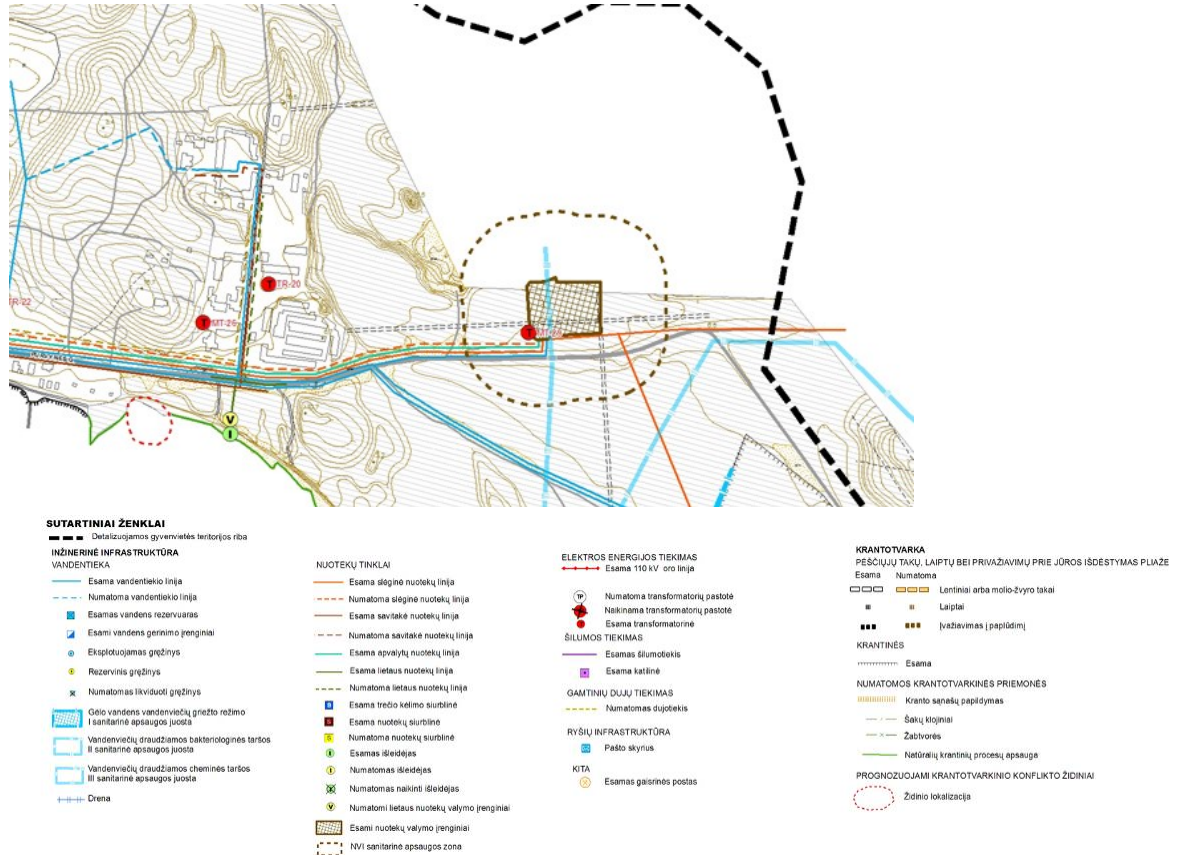 TR-20
TR-22
MT-25
SUTARTINIAI ŽENKLAI
Detalizuojamos gyvenvietės teritorijos riba
INŽINERINĖ INFRASTRUKTŪRA
VANDENTIEKA
Esama vandentiekio linija
Numatoma vandentiekio linija
Esamas vandens rezervuaras
Esami vandens gerinimo įrenginiai
Eksploatuojamas gręžinys
Rezervinis gręžinys
Numatomas likviduoti gręžinys
Gėlo vandens vandenviečių griežto režimo
I sanitarinė apsaugos juosta
Vandenviečių draudžiamos bakteriologinės taršos
II sanitarinė apsaugos juosta
Vandenviečių draudžiamos cheminės taršos
III sanitarinė apsaugos juosta
Drena
NUOTEKŲ TINKLAI
Esama slėginė nuotekų linija
Numatoma slėginė nuotekų linija
Esama savitakė nuotekų linija
Numatoma savitakė nuotekų linija
Esama apvalytų nuotekų linija
Esama lietaus nuotekų linija
Numatoma lietaus nuotekų linija
Esama trečio kėlimo siurblinė
Esama nuotekų siurblinė
Numatoma nuotekų siurblinė
Esamas išleidėjas
Numatomas išleidėjas
Numatomas naikinti išleidėjas
Numatomi lietaus nuotekų valymo įrenginiai
Esami nuotekų valymo įrenginiai
NVI sanitarinė apsaugos zona
ELEKTROS ENERGIJOS TIEKIMAS
Esama 110 kV oro linija
TP Numatoma transformatorių pastotė
Naikinama transformatorių pastotė
Esama transformatorinė
ŠILUMOS TIEKIMAS
Esamas šilumotiekis
Esama katilinė
GAMTINIŲ DUJŲ TIEKIMAS
Numatomas dujotiekis
RYŠIŲ INFRASTRUKTŪRA
Pašto skyrius
KITA
Esamas gaisrinės postas
KRANTOTVARKA
PĖSČIŲJŲ TAKŲ, LAIPTŲ BEI PRIVAŽIAVIMŲ PRIE JŪROS IŠDĖSTYMAS PLIAŽE
Esama Numatoma
Lentiniai arba molio-žvyro takai
Laiptai
Įvažiavimas į paplūdimį
KRANTINĖS
Esama
NUMATOMOS KRANTOTVARKINĖS PRIEMONĖS
Kranto sąnašų papildymas
Šakų klojiniai
Žabtvorės
Natūralių krantinių procesų apsauga
PROGNOZUOJAMI KRANTOTVARKINIO KONFLIKTO ŽIDINIAI
Židinio lokalizacija